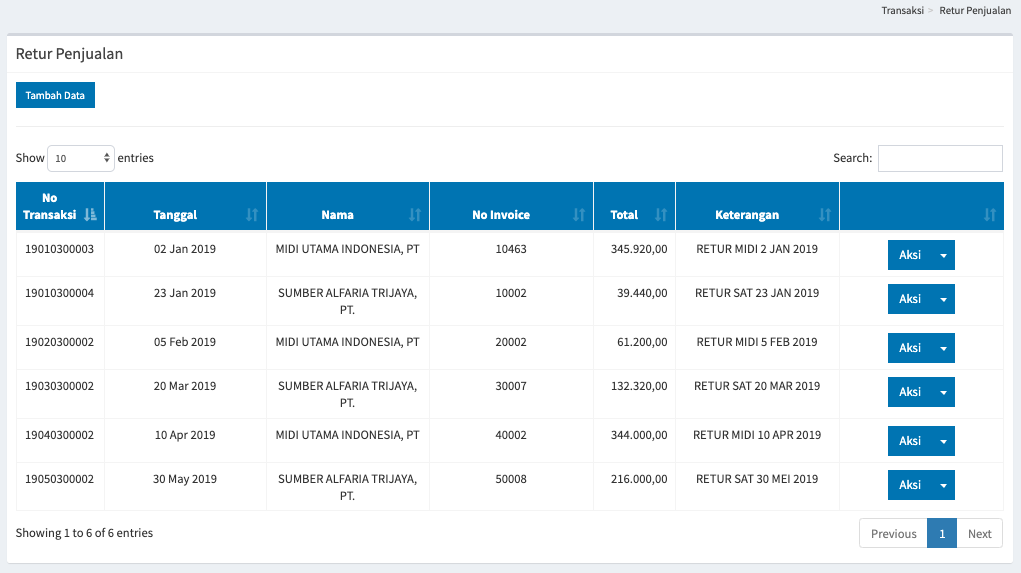 Transaksi > Retur Penjualan
Retur Penjualan
Tambah Data
Show 10 entries
Search:
No Transaksi Tanggal Nama No Invoice Total Keterangan
19010300003 02 Jan 2019 MIDI UTAMA INDONESIA, PT 10463 345.920,00 RETUR MIDI 2 JAN 2019 Aksi
19010300004 23 Jan 2019 SUMBER ALFARIA TRIJAYA, PT. 10002 39.440,00 RETUR SAT 23 JAN 2019 Aksi
19020300002 05 Feb 2019 MIDI UTAMA INDONESIA, PT 20002 61.200,00 RETUR MIDI 5 FEB 2019 Aksi
19030300002 20 Mar 2019 SUMBER ALFARIA TRIJAYA, PT. 30007 132.320,00 RETUR SAT 20 MAR 2019 Aksi
19040300002 10 Apr 2019 MIDI UTAMA INDONESIA, PT 40002 344.000,00 RETUR MIDI 10 APR 2019 Aksi
19050300002 30 May 2019 SUMBER ALFARIA TRIJAYA, PT. 50008 216.000,00 RETUR SAT 30 MEI 2019 Aksi
Showing 1 to 6 of 6 entries
Previous 1 Next